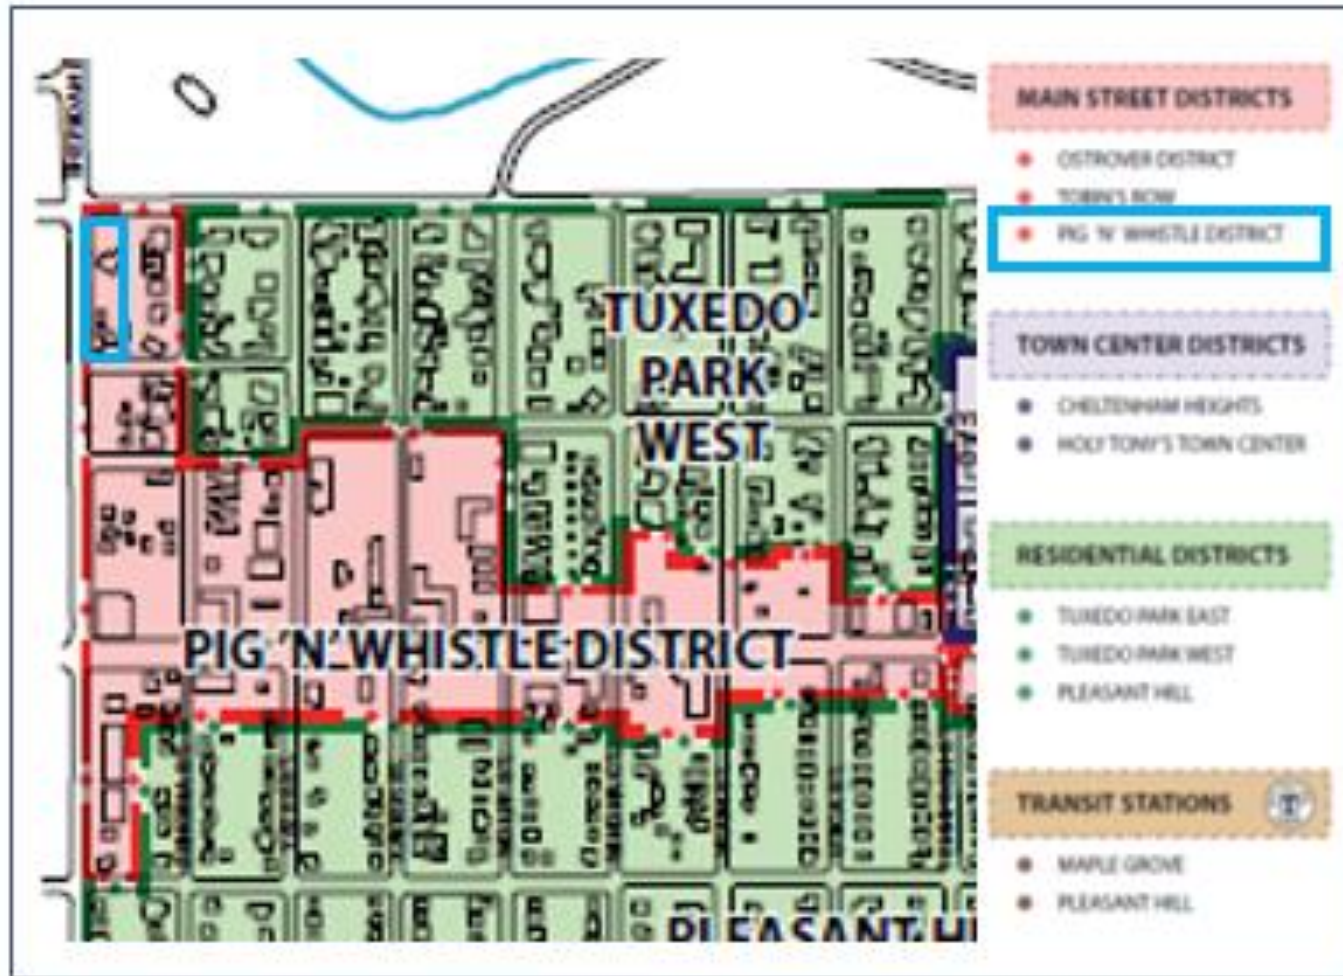 TUXEDO
PARK
WEST
PIG 'N' WHISTLE DISTRICT
MAIN STREET DISTRICTS
OSTROVER DISTRICT
TOBIN'S ROW
PIG 'N' WHISTLE DISTRICT
TOWN CENTER DISTRICTS
CHELTENHAM HEIGHTS
HOLY TONY'S TOWN CENTER
RESIDENTIAL DISTRICTS
TUXEDO PARK EAST
TUXEDO PARK WEST
PLEASANT HILL
TRANSIT STATIONS
T
MAPLE GROVE
PLEASANT HILL
PLEASANT H